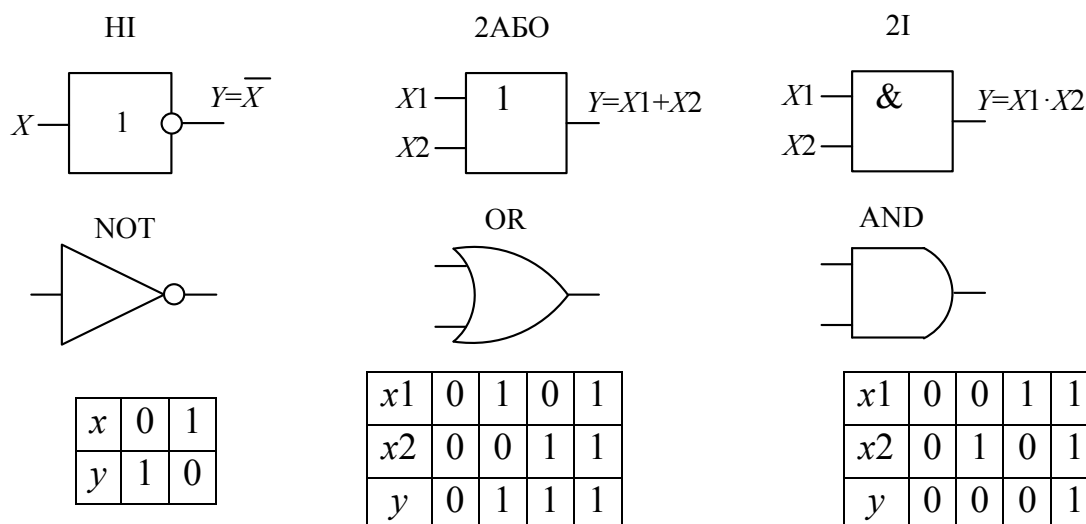 НІ
2АБО
2І
X
1
Y=X̅
X1
X2
1
Y=X1+X2
X1
X2
&
Y=X1·X2
NOT
OR
AND
x 0 1
y 1 0
x1 0 1 0 1
x2 0 0 1 1
y 0 1 1 1
x1 0 0 1 1
x2 0 1 0 1
y 0 0 0 1